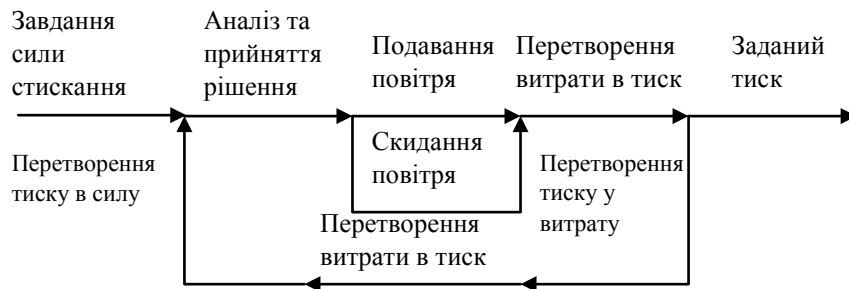 Завдання
сили
стискання
Аналіз та
прийняття
рішення
Подавання
повітря
Перетворення
витрати в тиск
Заданий
тиск
Скидання
повітря
Перетворення
тиску в силу
Перетворення
тиску у
витрату
Перетворення
витрати в тиск